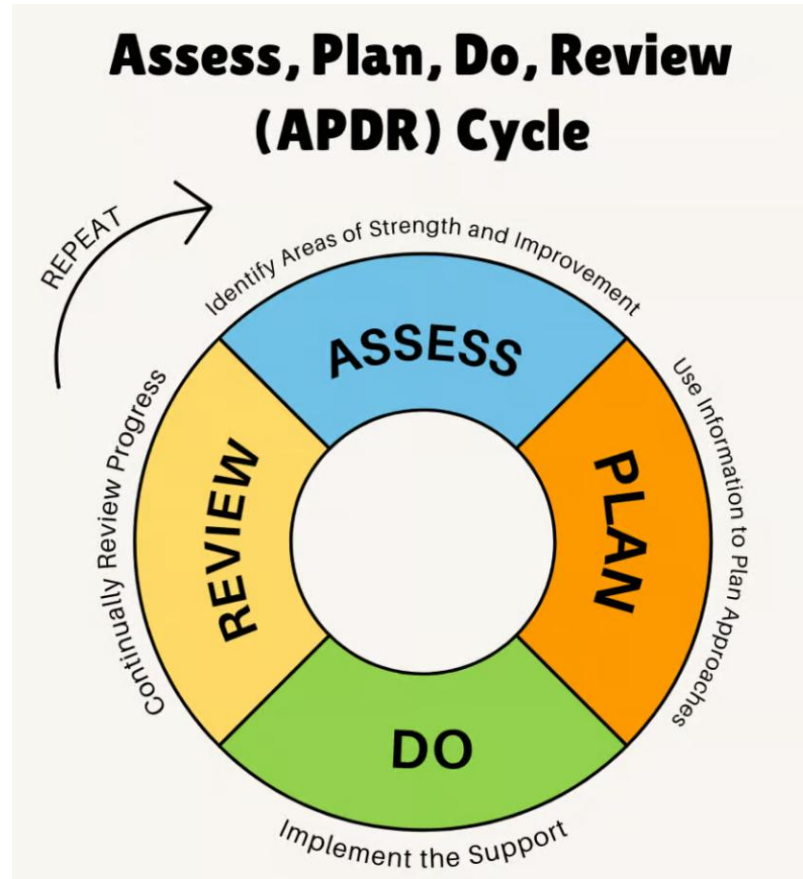 Assess, Plan, Do, Review
(APDR) Cycle
REPEAT
Identify Areas of Strength and Improvement
ASSESS
Use Information to Plan Approaches
PLAN
DO
Implement the Support
REVIEW
Continually Review Progress